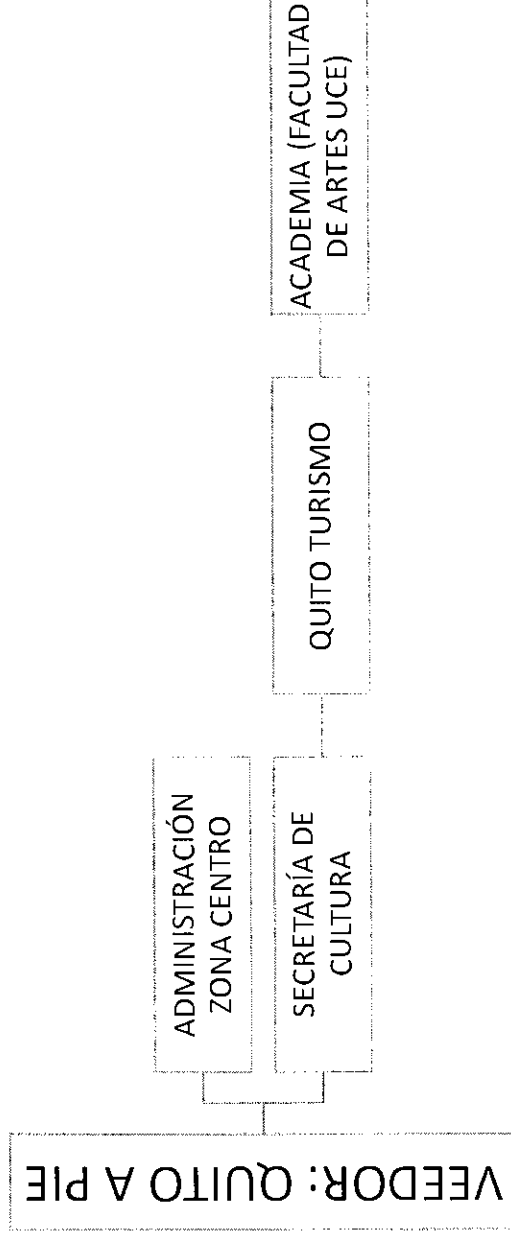 VEEDOR: QUITO A PIE
ADMINISTRACIÓN
ZONA CENTRO
SECRETARÍA DE
CULTURA
QUITO TURISMO
ACADEMIA (FACULTAD
DE ARTES UCE)